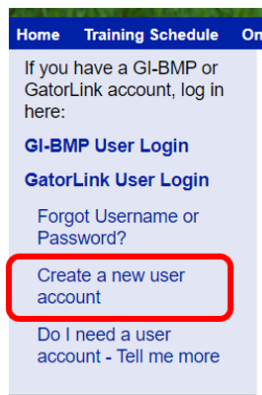 Home Training Schedule On
If you have a GI-BMP or
GatorLink account, log in
here:
GI-BMP User Login
GatorLink User Login
Forgot Username or
Password?
Create a new user
account
Do I need a user
account - Tell me more